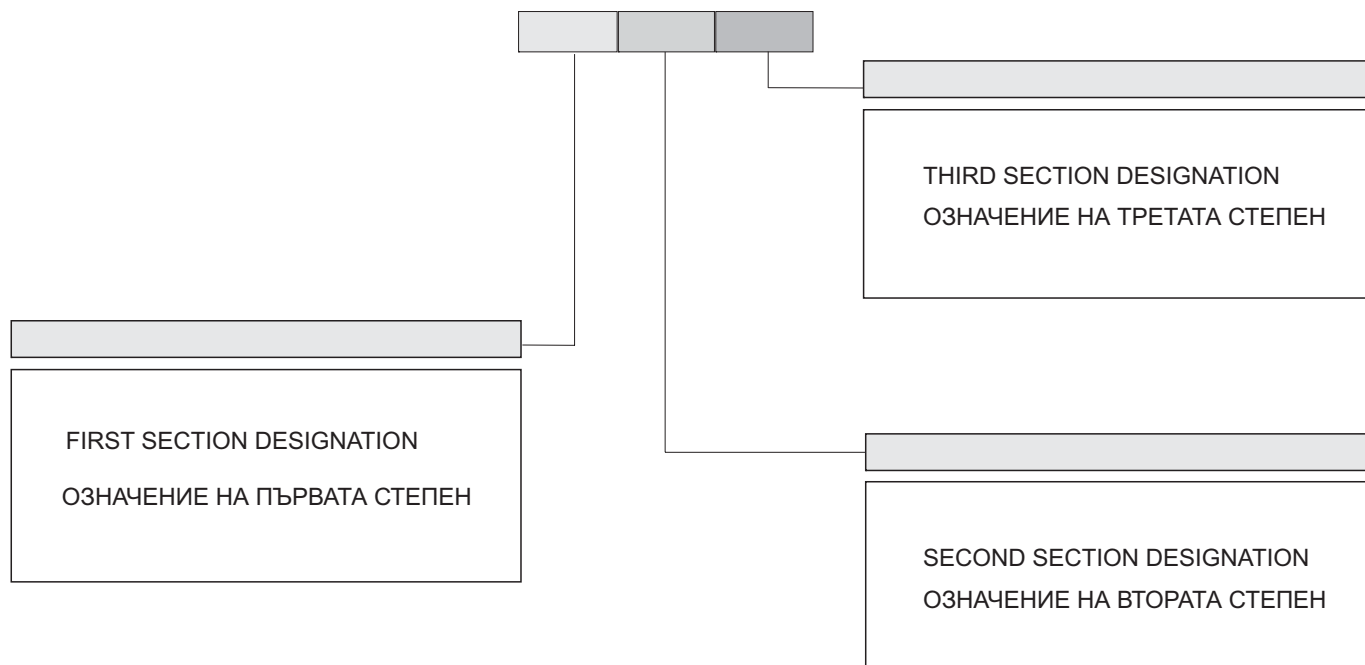 THIRD SECTION DESIGNATION
ОЗНАЧЕНИЕ НА ТРЕТАТА СТЕПЕН
FIRST SECTION DESIGNATION
ОЗНАЧЕНИЕ НА ПЪРВАТА СТЕПЕН
SECOND SECTION DESIGNATION
ОЗНАЧЕНИЕ НА ВТОРАТА СТЕПЕН